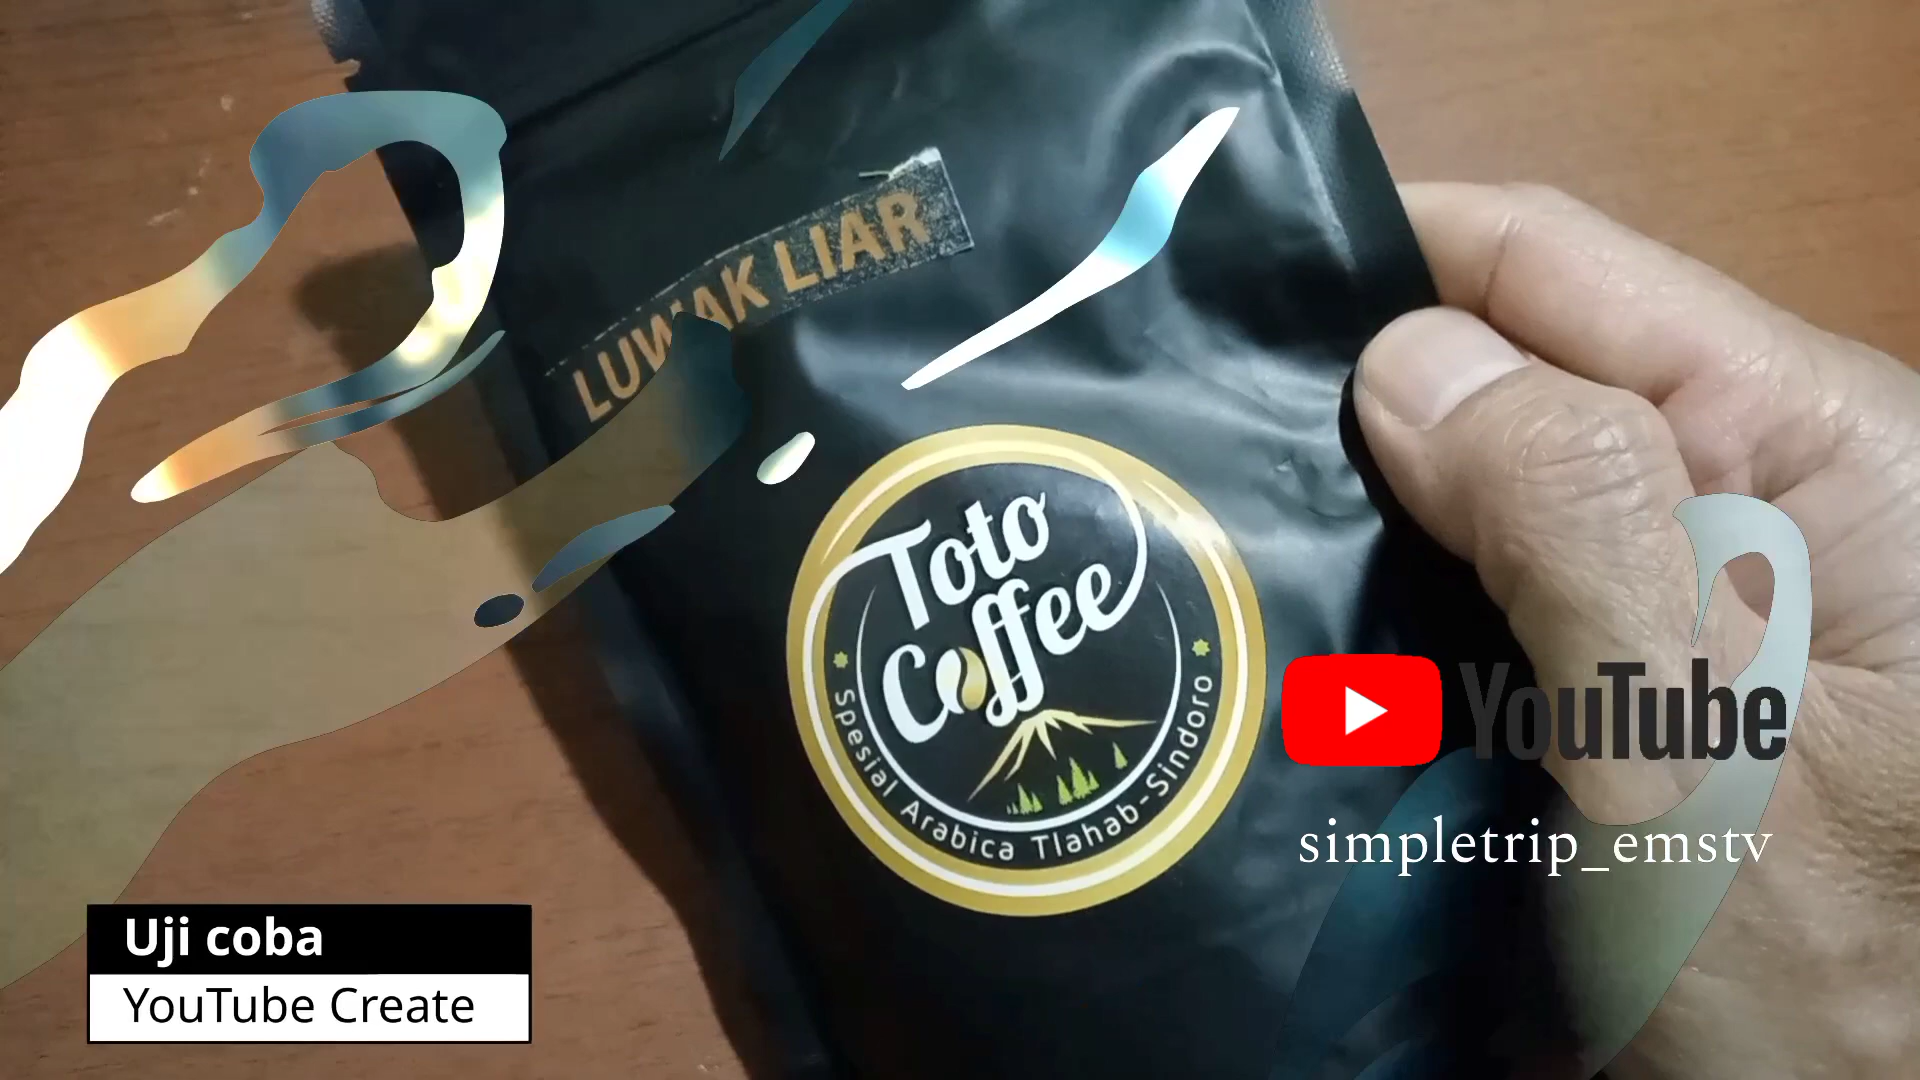 LUWAK LIAR
Toto
Coffee
Spesial Arabica Tlahab-Sindoro
YouTube
simpletrip_emstv
Uji coba
YouTube Create